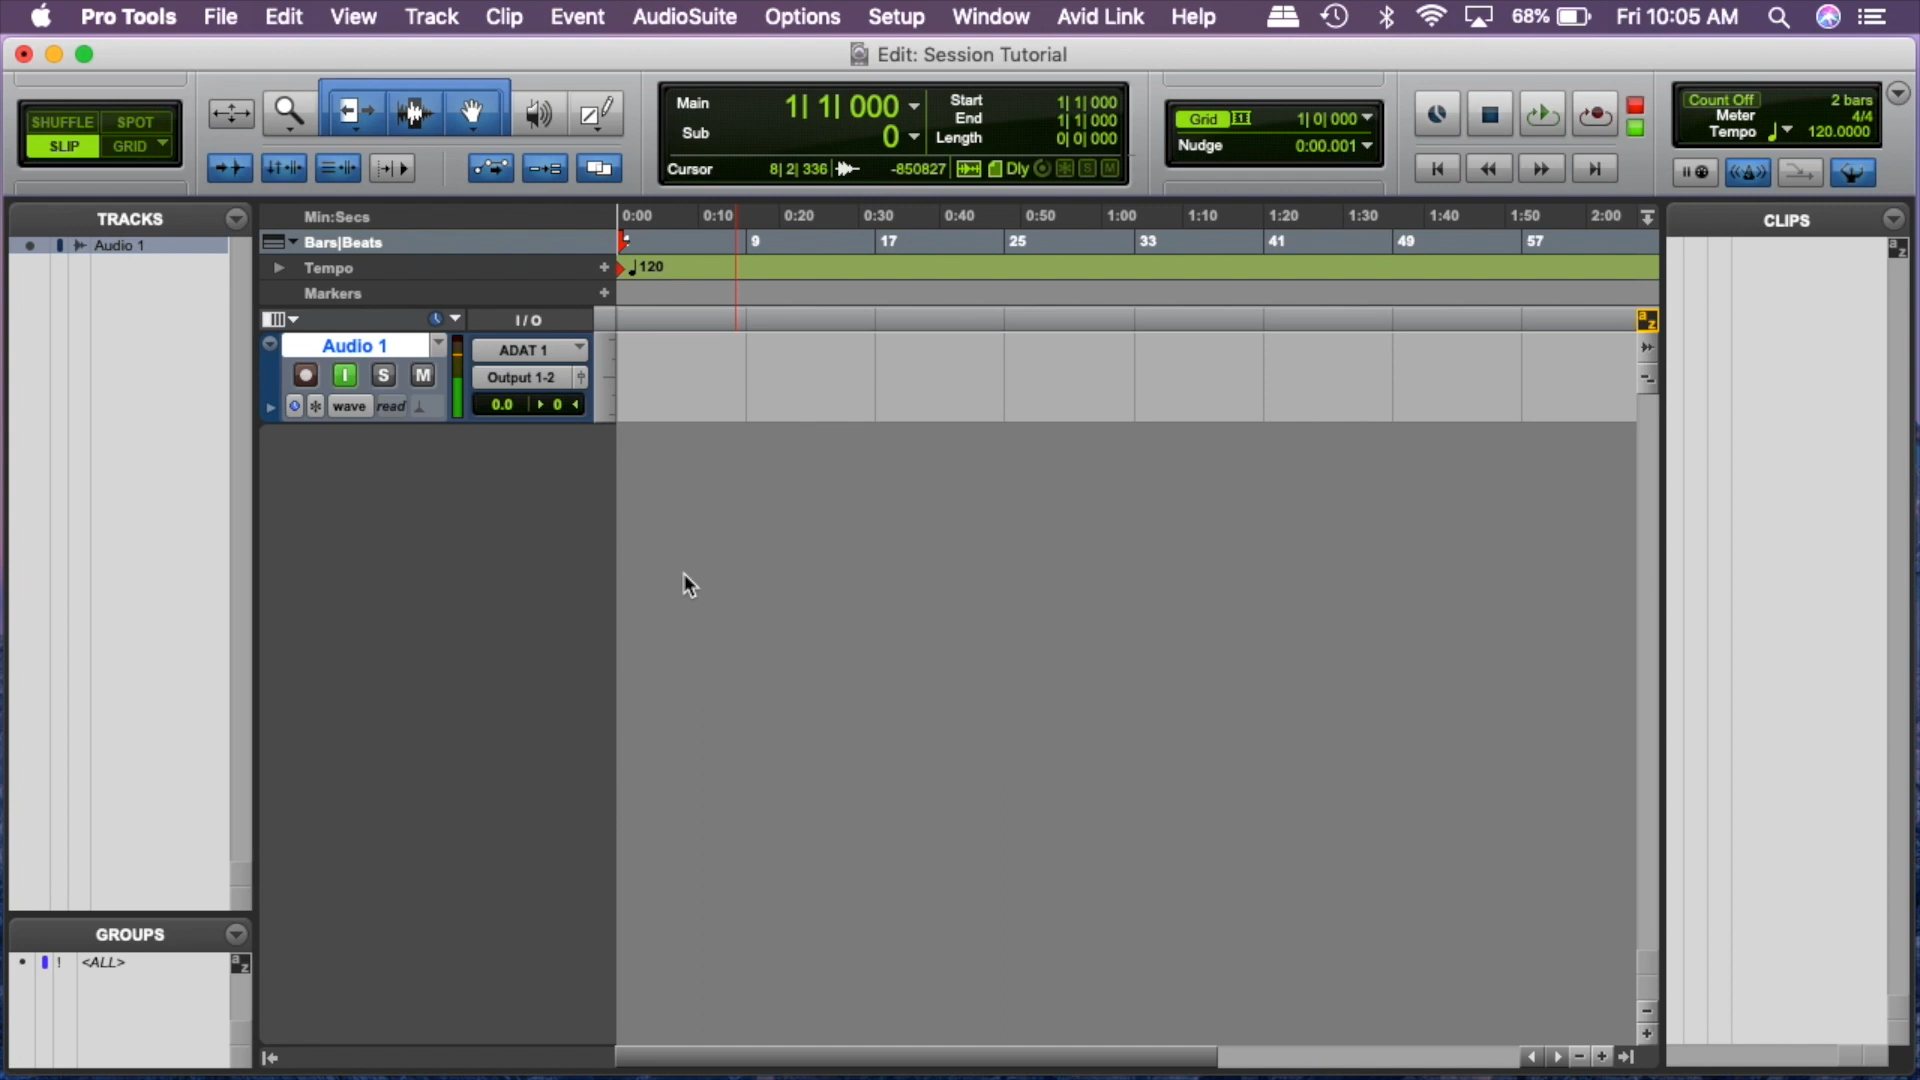 Pro Tools File Edit View Track Clip Event AudioSuite Options Setup Window Avid Link Help 68% Fri 10:05 AM
Edit: Session Tutorial
SHUFFLE SPOT
SLIP GRID
Main 1| 1| 000
Sub 0
Start 1| 1| 000
End 1| 1| 000
Length 0| 0| 000
Cursor 8| 2| 336 -850827 Dly S M
Grid 1| 0| 000
Nudge 0:00.001
Count Off 2 bars
Meter 4/4
Tempo 120.0000
TRACKS
Audio 1
Min:Secs 0:00 0:10 0:20 0:30 0:40 0:50 1:00 1:10 1:20 1:30 1:40 1:50 2:00
Bars|Beats 9 17 25 33 41 49 57
Tempo + 120
Markers +
I / O
Audio 1 ADAT 1
I S M Output 1-2
wave read 0.0 0
a z
CLIPS
a z
GROUPS
! <ALL>
a z